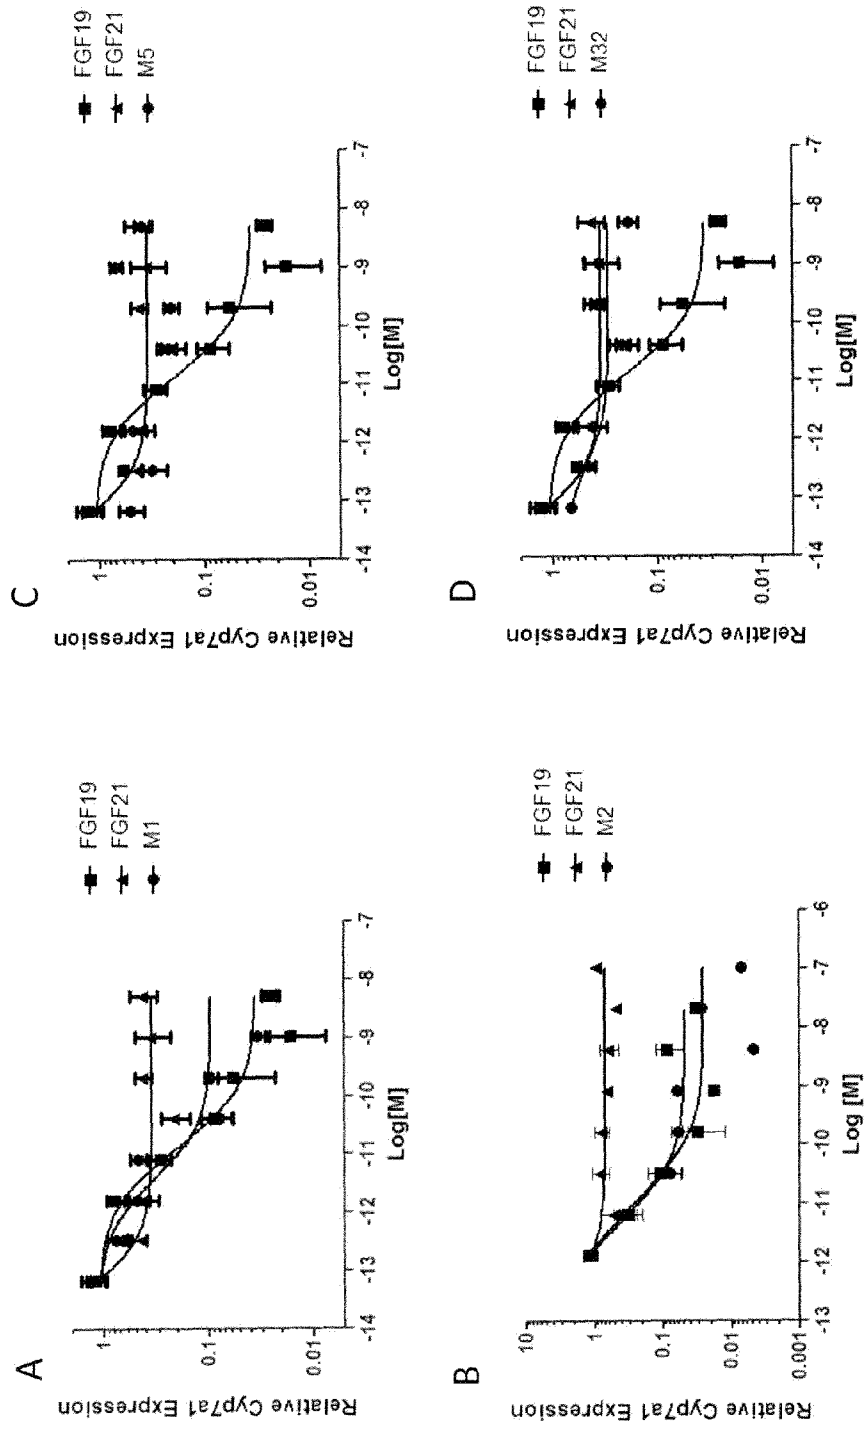 A
Relative Cyp7a1 Expression
1
0.1
0.01
-14 -13 -12 -11 -10 -9 -8 -7
Log[M]
FGF19
FGF21
M1
C
Relative Cyp7a1 Expression
1
0.1
0.01
-14 -13 -12 -11 -10 -9 -8 -7
Log[M]
FGF19
FGF21
M5
B
Relative Cyp7a1 Expression
10
1
0.1
0.01
0.001
-13 -12 -11 -10 -9 -8 -7 -6
Log [M]
FGF19
FGF21
M2
D
Relative Cyp7a1 Expression
1
0.1
0.01
-14 -13 -12 -11 -10 -9 -8 -7
Log[M]
FGF19
FGF21
M32